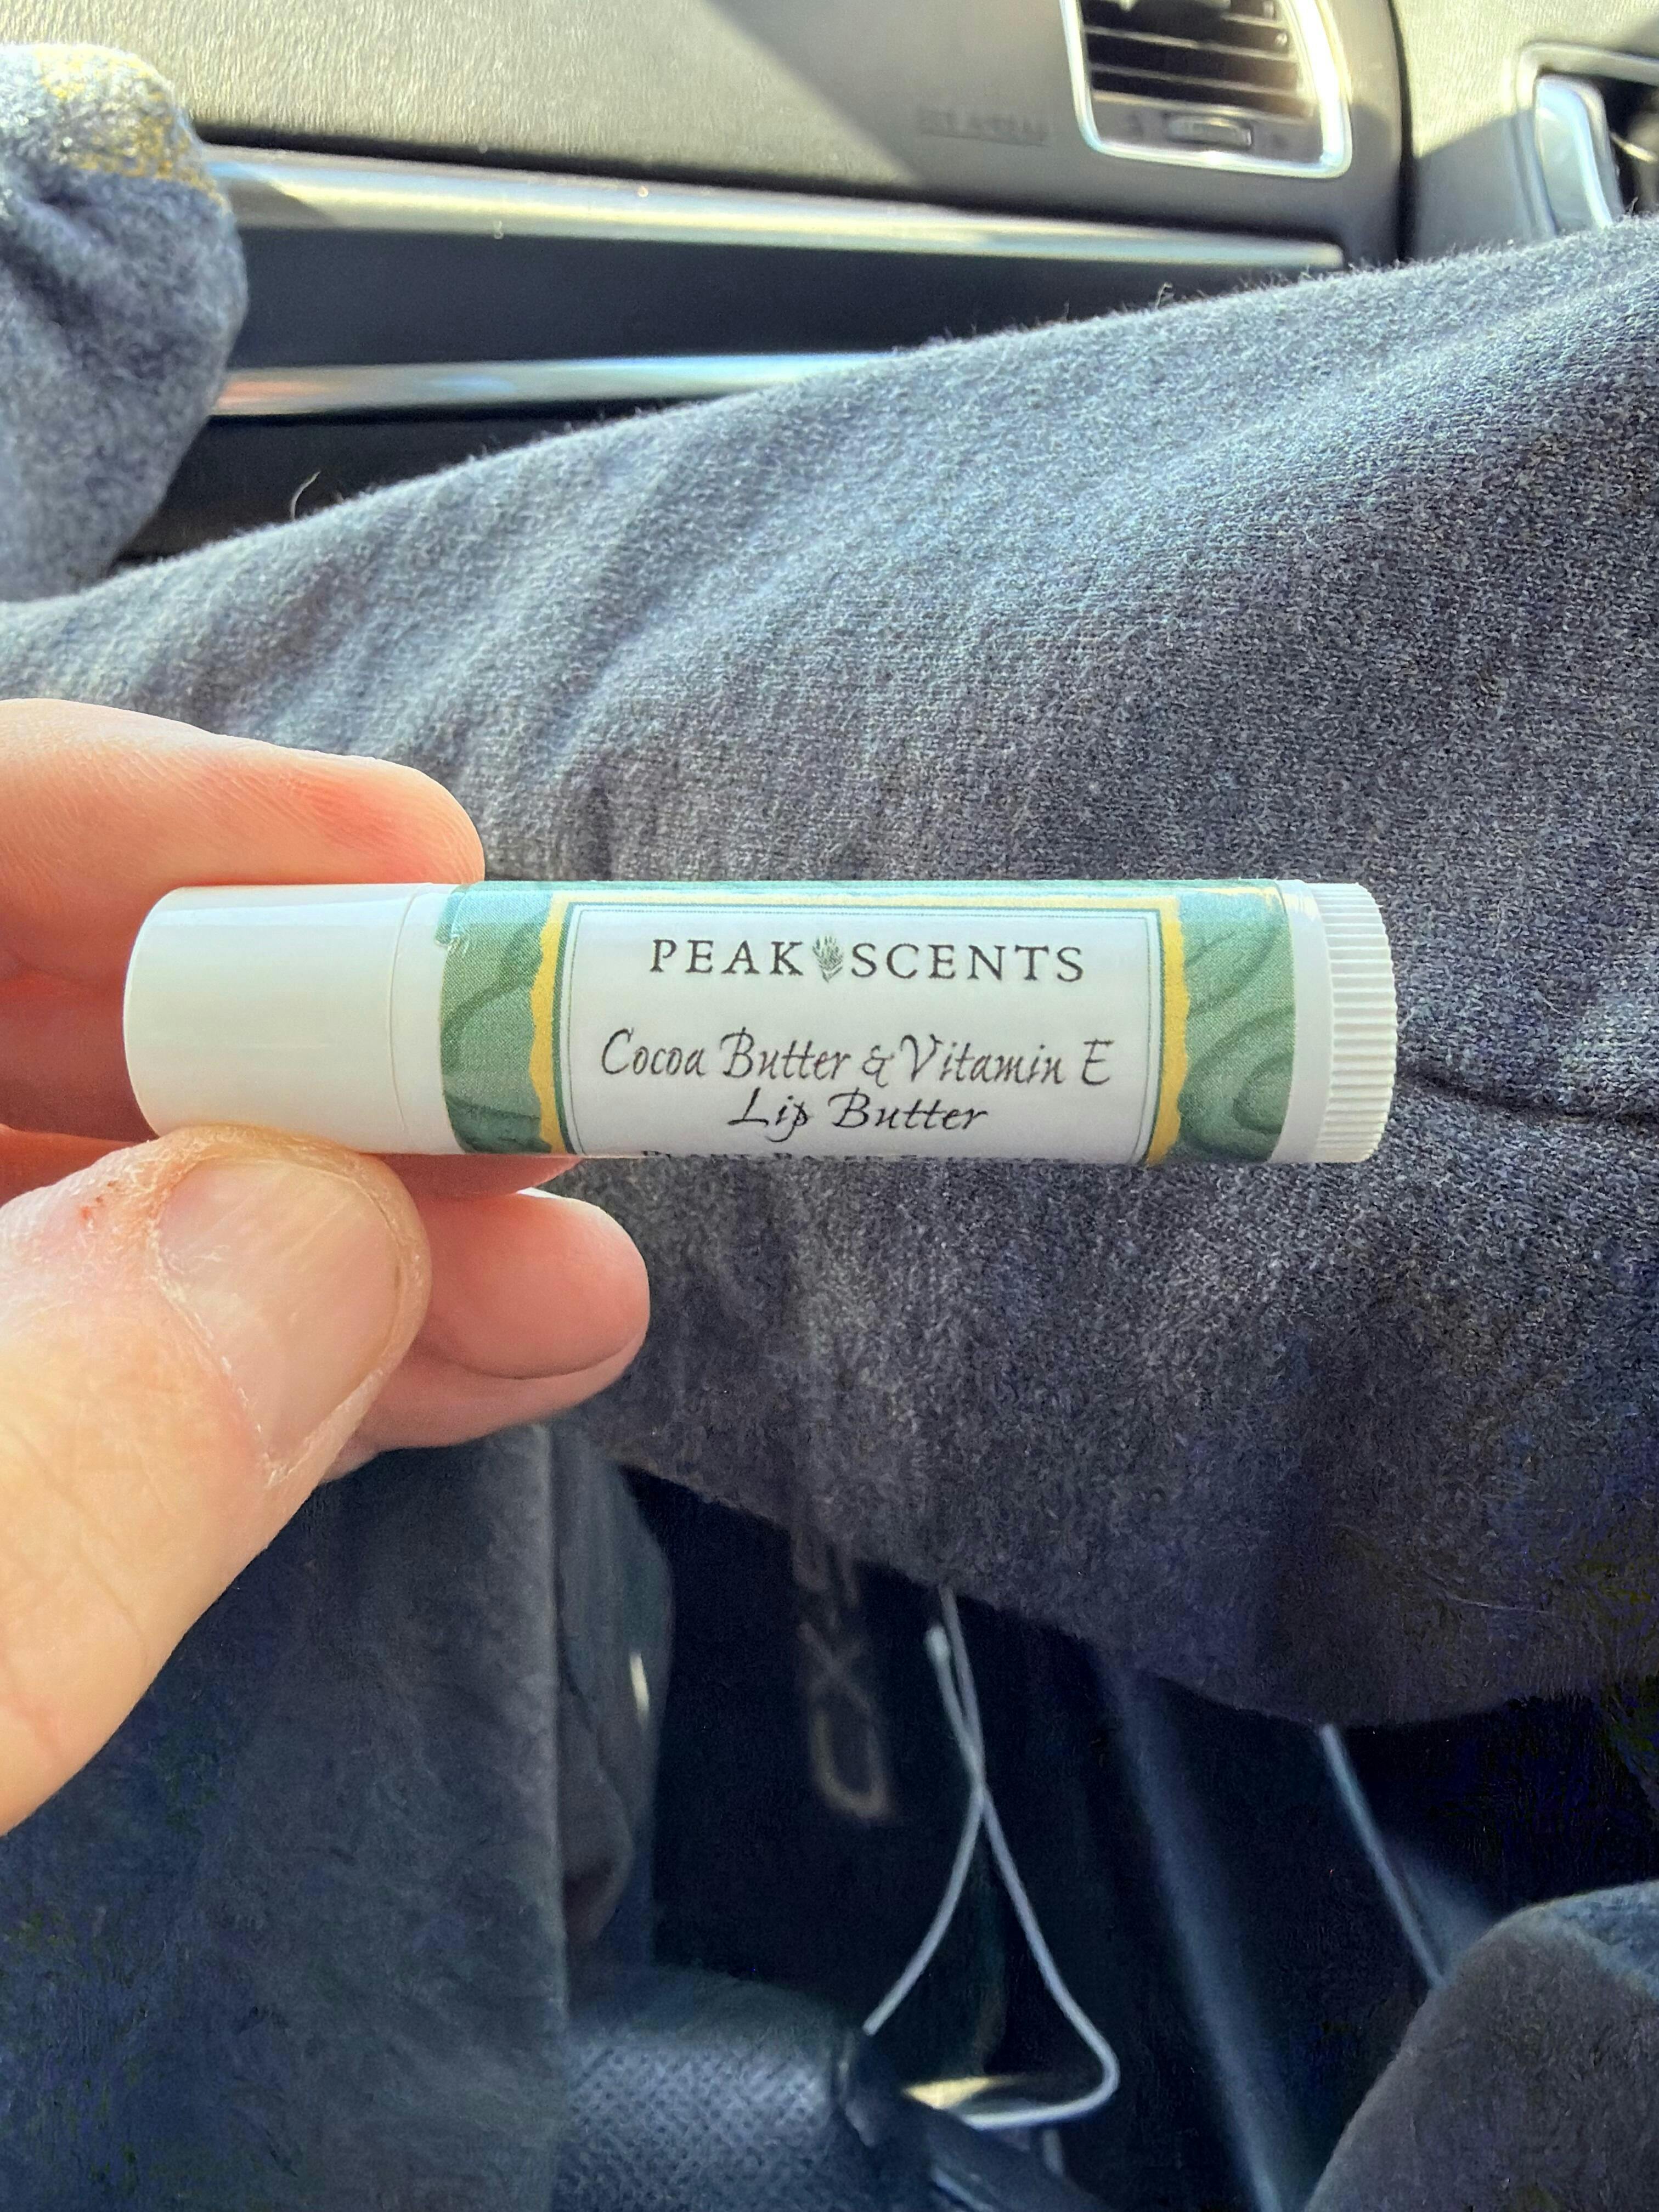 PEAK SCENTS
Cocoa Butter & Vitamin E
Lip Butter